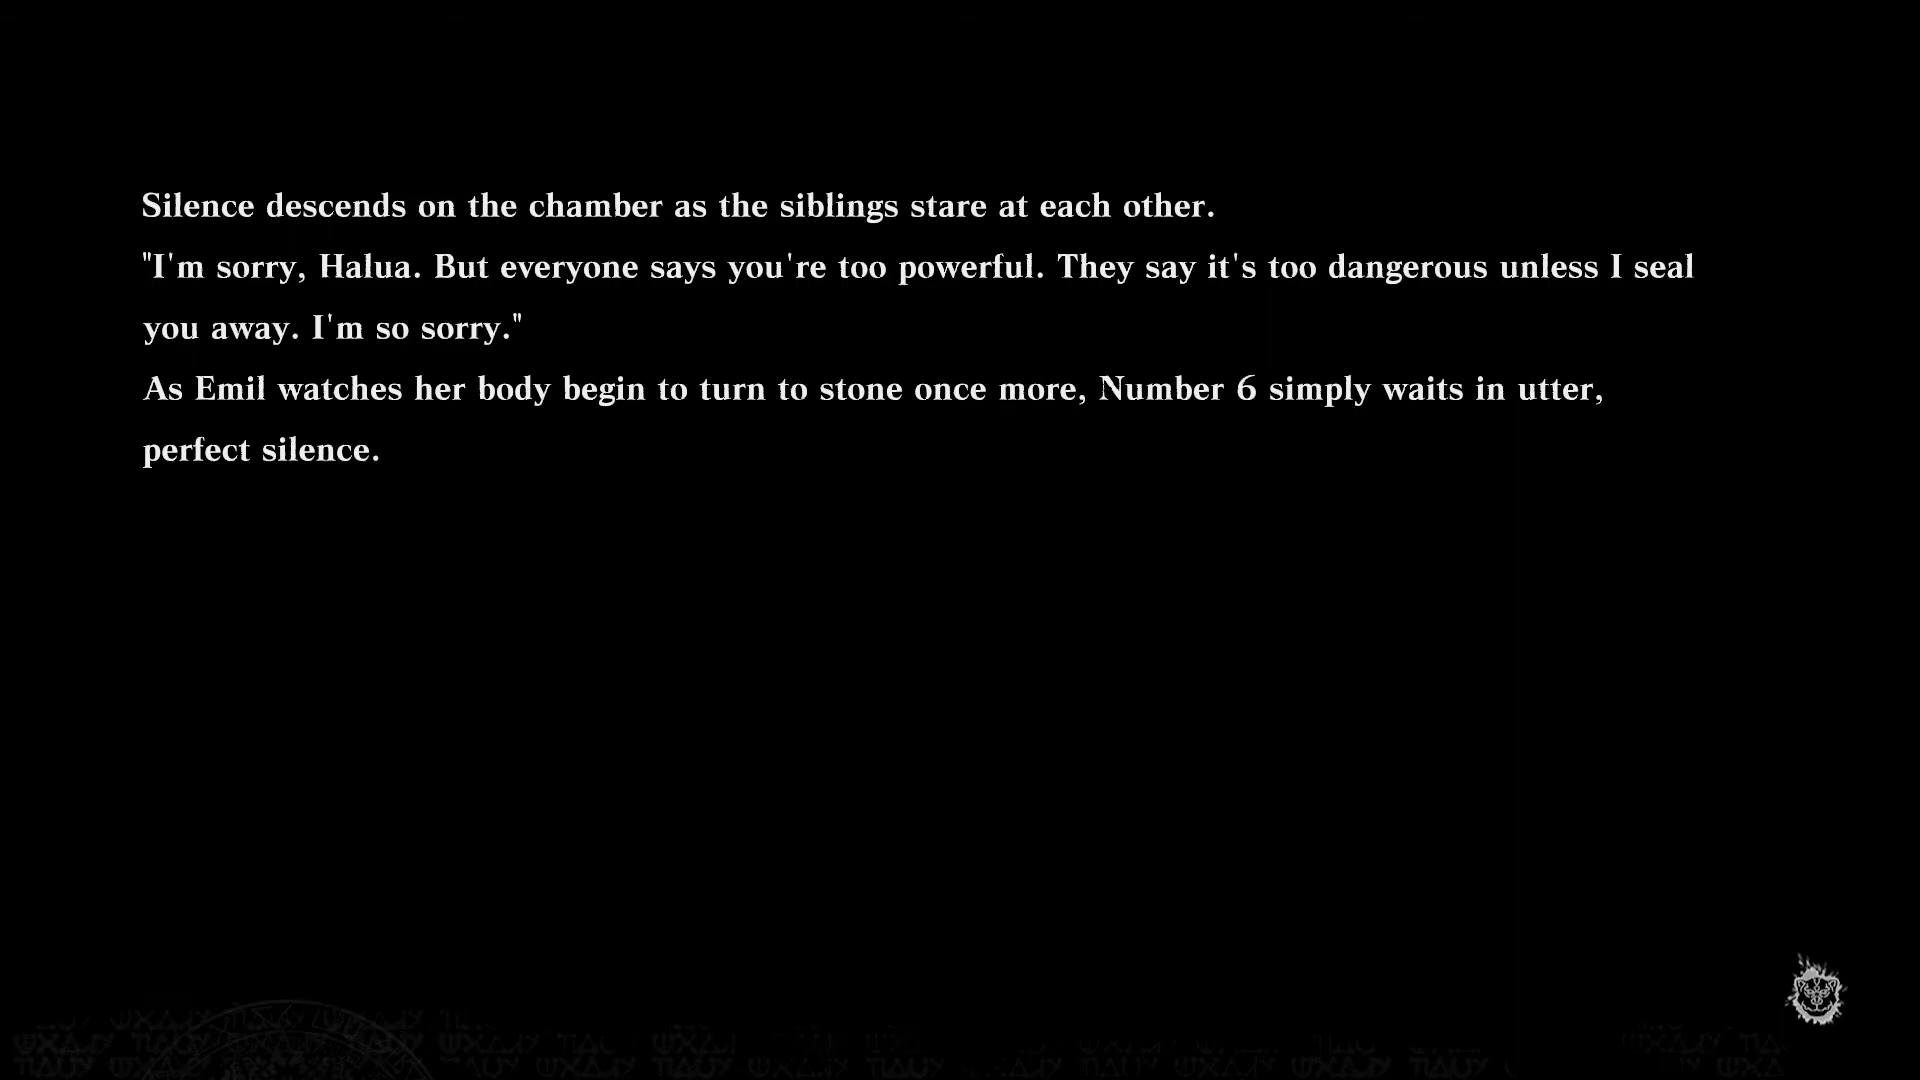 Silence descends on the chamber as the siblings stare at each other.
"I'm sorry, Halua. But everyone says you're too powerful. They say it's too dangerous unless I seal
you away. I'm so sorry."
As Emil watches her body begin to turn to stone once more, Number 6 simply waits in utter,
perfect silence.